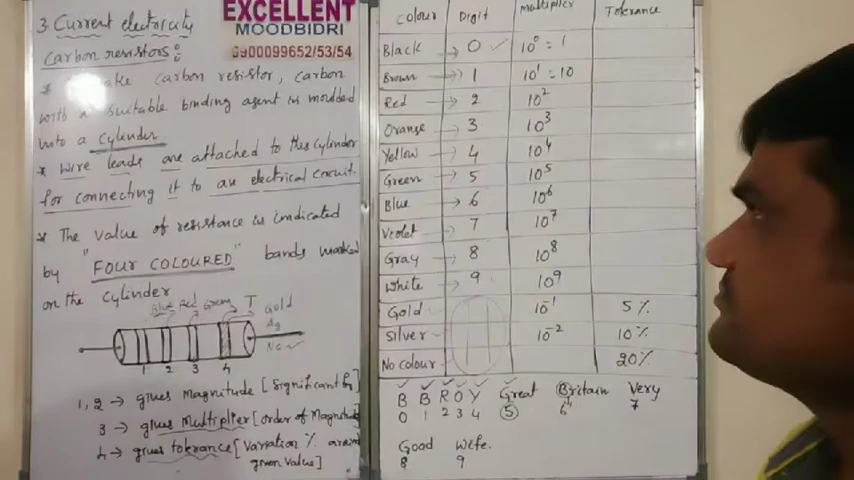 3 Current electricity
EXCELLENT
MOODBIDRI
6900099652/53/54
Carbon resistors:
* make carbon resistor, carbon
with a suitable binding agent is moulded
into a cylinder
* wire leads are attached to this cylinder
for connecting it to an electrical circuit.
* The value of resistance is indicated
by "FOUR COLOURED" bands marked
on the cylinder
Blue Red Green T Gold
Ag
No ✓
1 2 3 4
1, 2 → gives Magnitude [Significant fig
3 → gives Multiplier [order of Magnitude
4 → gives tolerance [Variation % around
given value]
Colour Digit Multiplier Tolerance
Black → 0 ✓ 10⁰ = 1
Brown → 1 10¹ = 10
Red → 2 10²
Orange → 3 10³
Yellow → 4 10⁴
Green → 5 10⁵
Blue → 6 10⁶
Veolet → 7 10⁷
Gray → 8 10⁸
White → 9 10⁹
Gold 10⁻¹ 5%
Silver 10⁻² 10%
No colour 20%
B B R O Y Great Britain Very
0 1 2 3 4 5 6 7
Good Wife.
8 9